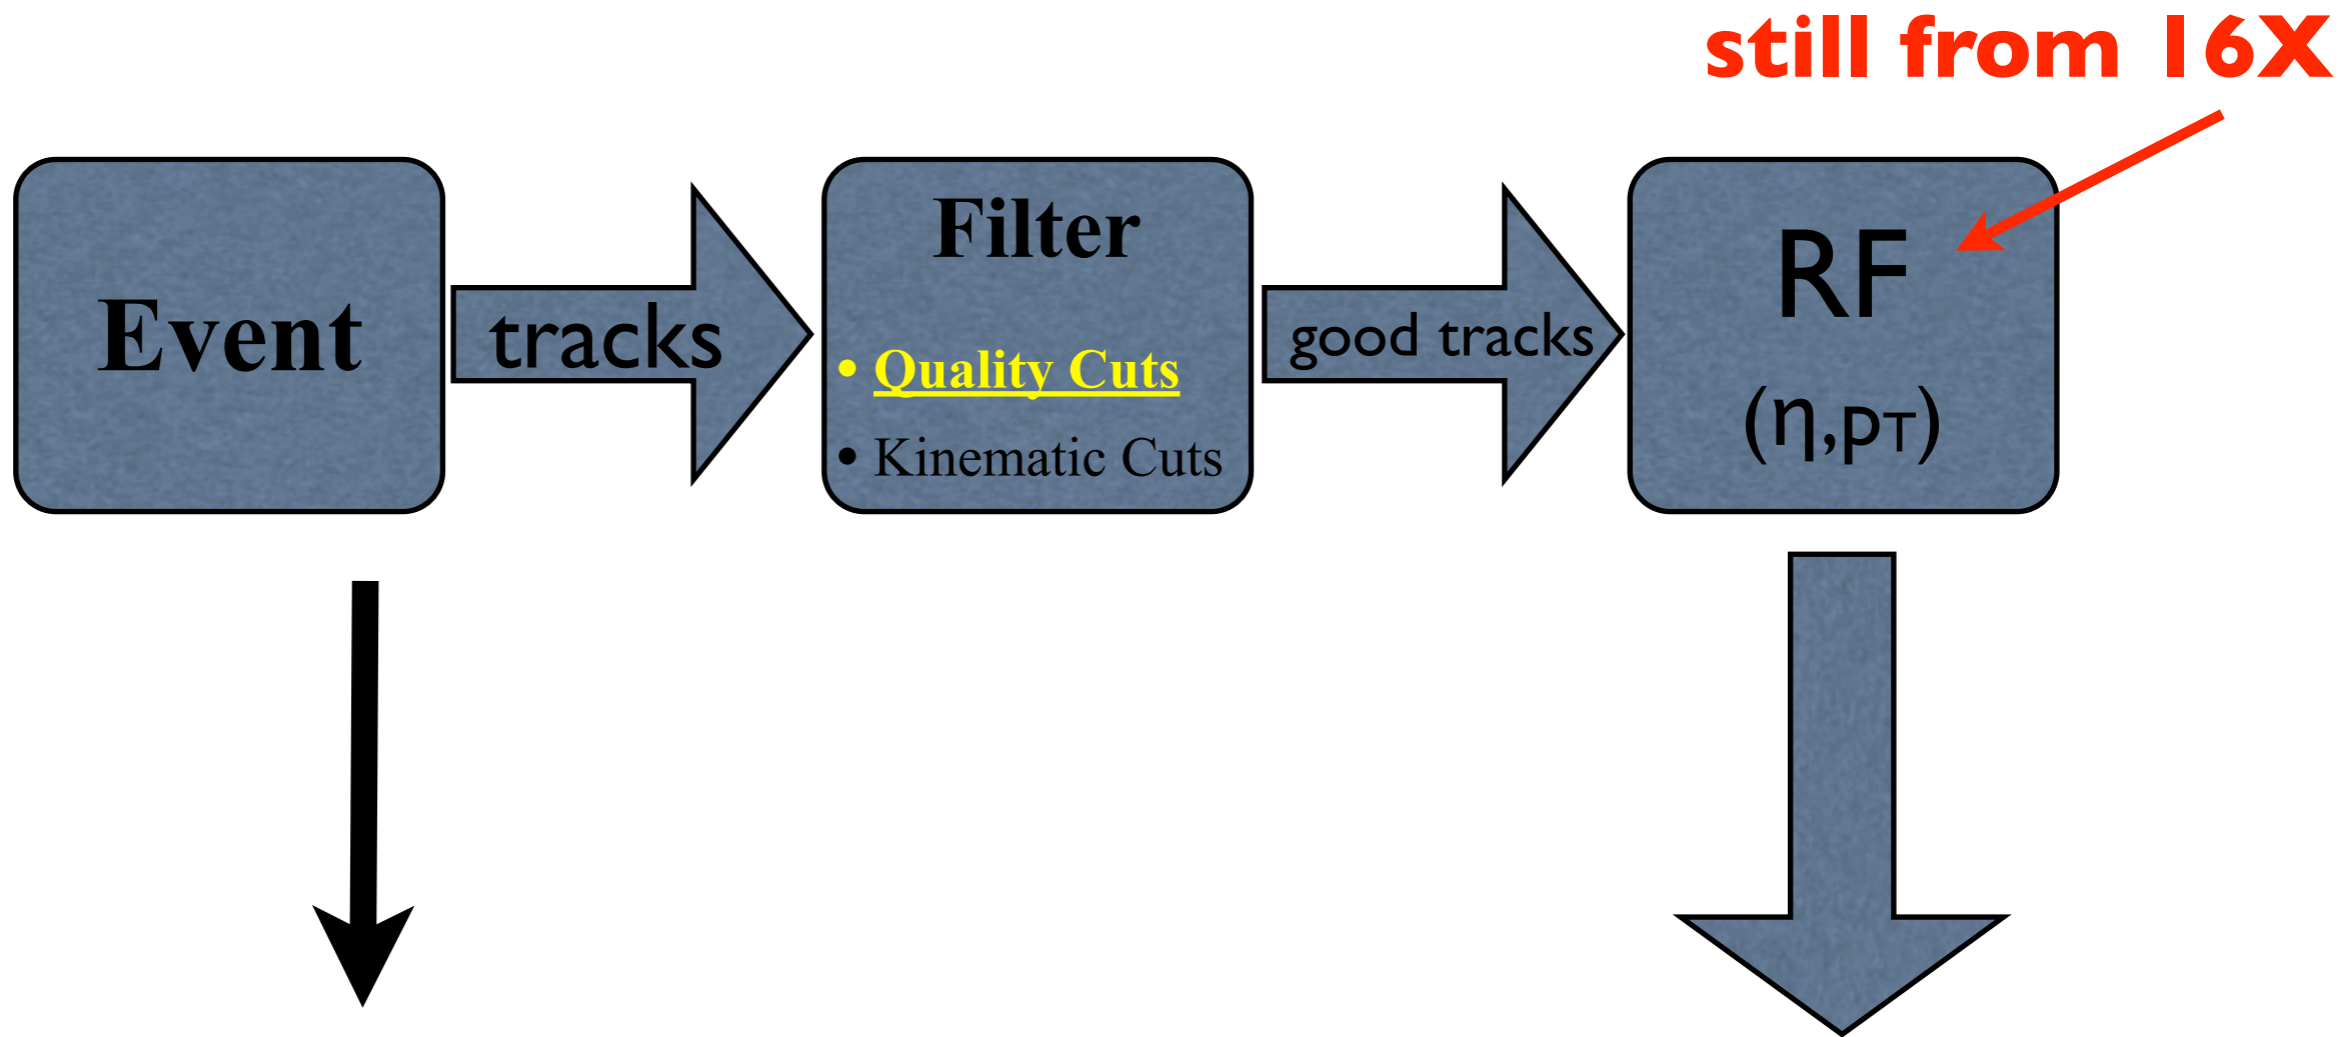 still from 16X
Event
tracks
Filter
• Quality Cuts
• Kinematic Cuts
good tracks
RF
(η,pT)